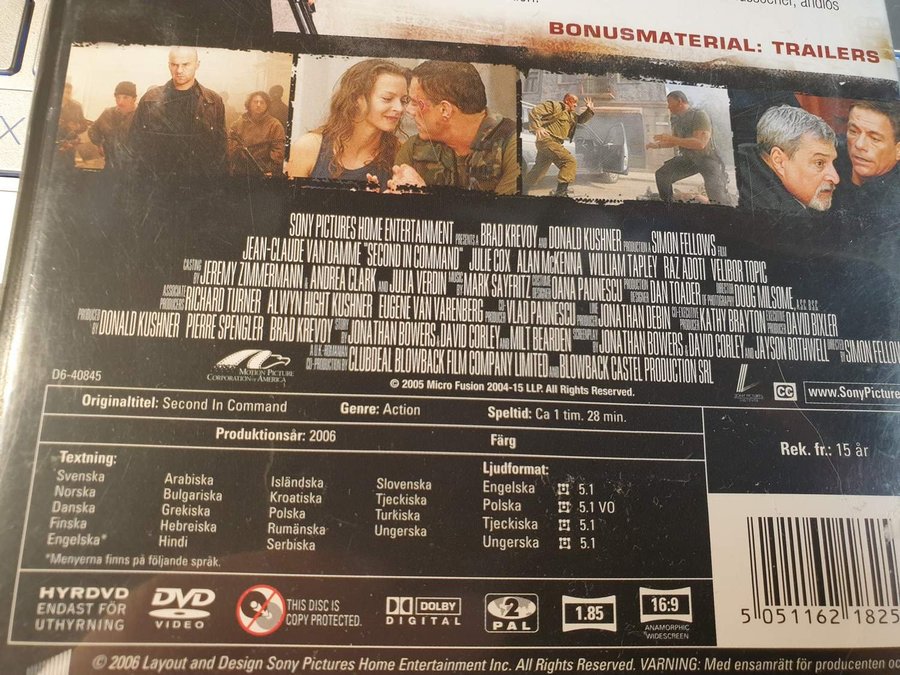 BONUSMATERIAL: TRAILERS
SONY PICTURES HOME ENTERTAINMENT PRESENTS A BRAD KREVOY AND DONALD KUSHNER PRODUCTION A SIMON FELLOWS FILM
JEAN-CLAUDE VAN DAMME "SECOND IN COMMAND" JULIE COX ALAN MCKENNA WILLIAM TAPLEY RAZ ADOTI VELIBOR TOPIC
CASTING BY JEREMY ZIMMERMANN & ANDREA CLARK AND JULIA VERDIN MUSIC BY MARK SAYFRITZ COSTUME DESIGNER OANA PAUNESCU PRODUCTION DESIGNER DAN TOADER DIRECTOR OF PHOTOGRAPHY DOUG MILSOME, A.S.C. B.S.C.
ASSOCIATE PRODUCERS RICHARD TURNER ALWYN HIGHT KUSHNER EUGENE VAN VARENBERG CO-PRODUCER VLAD PAUNESCU LINE PRODUCER JONATHAN DEBIN CO-EXECUTIVE PRODUCER KATHY BRAYTON EXECUTIVE PRODUCER DAVID BIXLER
PRODUCED BY DONALD KUSHNER PIERRE SPENGLER BRAD KREVOY STORY BY JONATHAN BOWERS, DAVID CORLEY AND MILT BEARDEN SCREENPLAY BY JONATHAN BOWERS & DAVID CORLEY AND JAYSON ROTHWELL DIRECTED BY SIMON FELLOW
A U.K.-ROMANIAN CO-PRODUCTION BY CLUBDEAL BLOWBACK FILM COMPANY LIMITED AND BLOWBACK CASTEL PRODUCTION SRL
MOTION PICTURE
CORPORATION OF AMERICA
© 2005 Micro Fusion 2004-15 LLP. All Rights Reserved.
CC
www.SonyPicture
D6-40845
Originaltitel: Second In Command Genre: Action Speltid: Ca 1 tim. 28 min.
Produktionsår: 2006 Färg
Rek. fr.: 15 år
Textning:
Svenska
Norska
Danska
Finska
Engelska*
Arabiska
Bulgariska
Grekiska
Hebreiska
Hindi
Isländska
Kroatiska
Polska
Rumänska
Serbiska
Slovenska
Tjeckiska
Turkiska
Ungerska
*Menyerna finns på följande språk.
Ljudformat:
Engelska 5.1
Polska 5.1 VO
Tjeckiska 5.1
Ungerska 5.1
HYRDVD
ENDAST FÖR
UTHYRNING
DVD
VIDEO
THIS DISC IS
COPY PROTECTED.
DOLBY
DIGITAL
2
PAL
1.85
16:9
ANAMORPHIC
WIDESCREEN
5 051162 1825
© 2006 Layout and Design Sony Pictures Home Entertainment Inc. All Rights Reserved. VARNING: Med ensamrätt för producenten oc